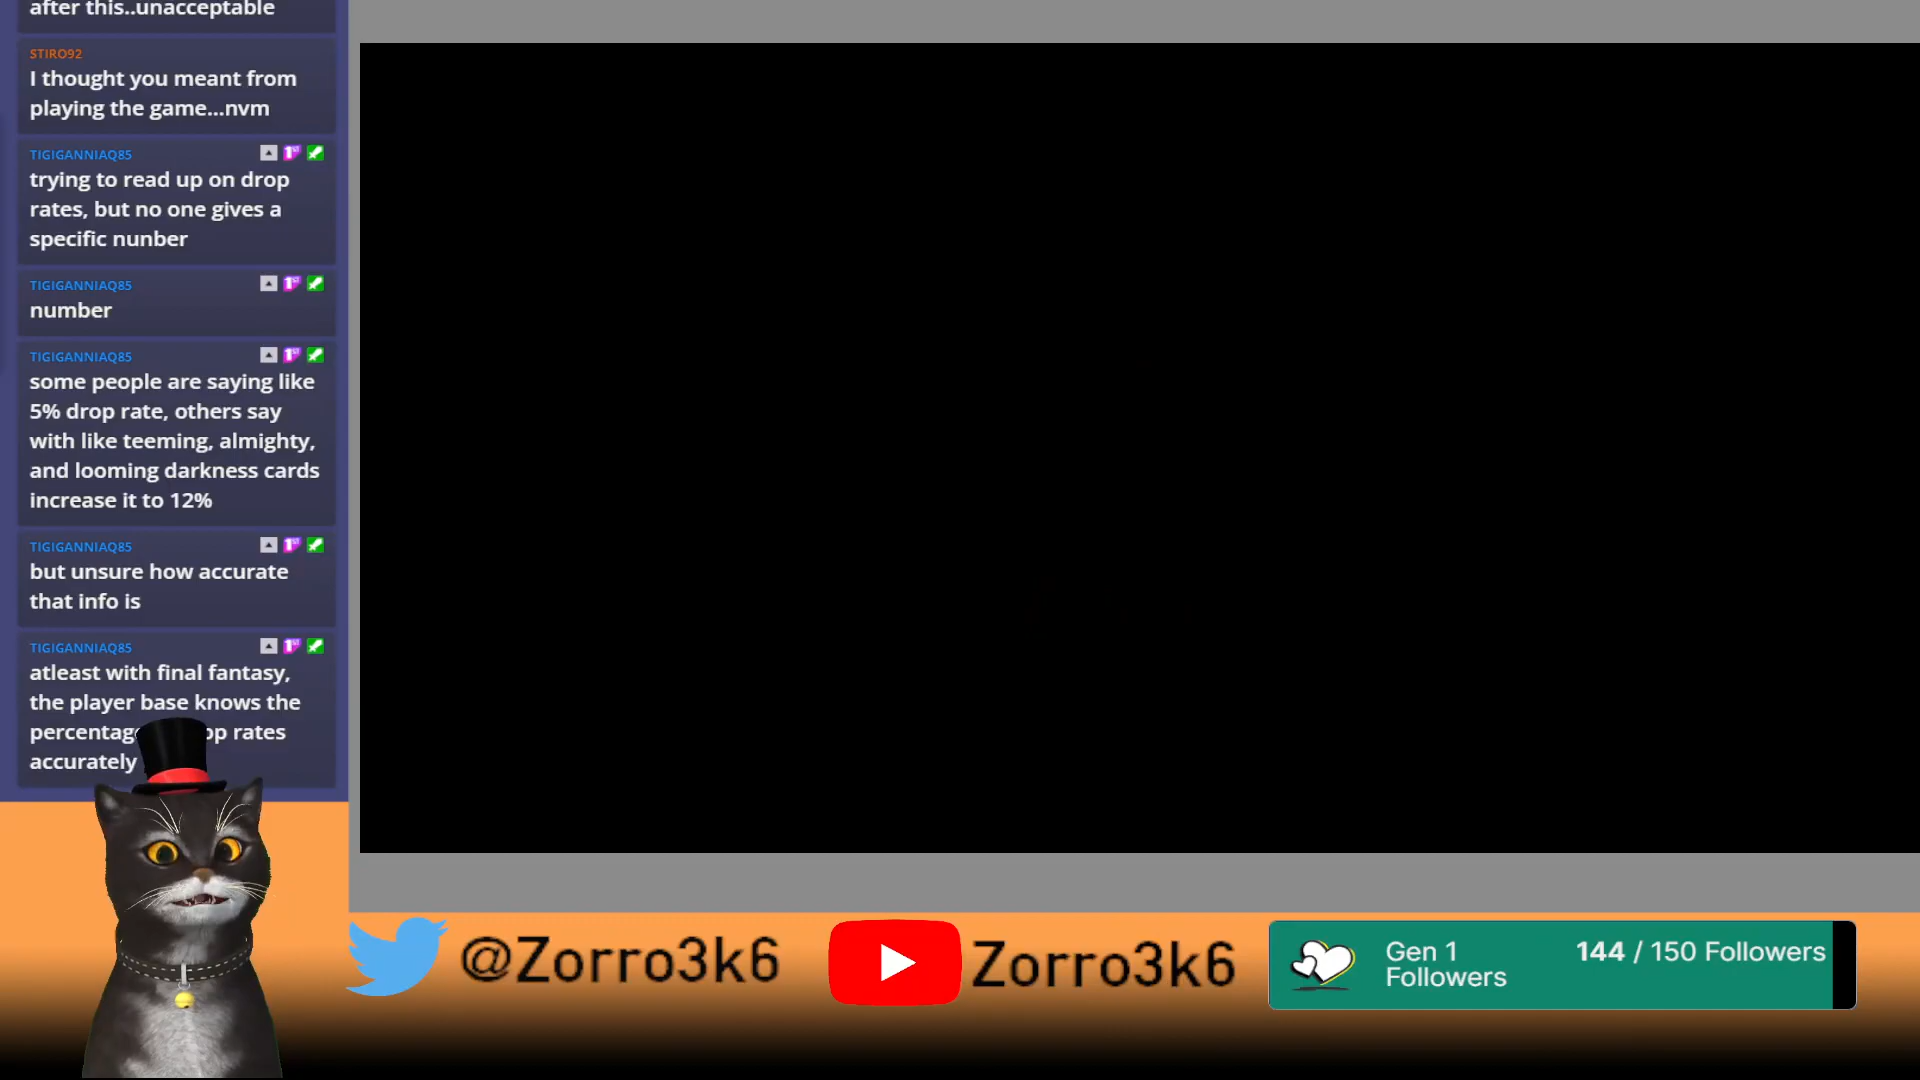 after this..unacceptable
STIRO92
I thought you meant from
playing the game...nvm
TIGIGANNIAQ85
trying to read up on drop
rates, but no one gives a
specific nunber
TIGIGANNIAQ85
number
TIGIGANNIAQ85
some people are saying like
5% drop rate, others say
with like teeming, almighty,
and looming darkness cards
increase it to 12%
TIGIGANNIAQ85
but unsure how accurate
that info is
TIGIGANNIAQ85
atleast with final fantasy,
the player base knows the
percentag op rates
accurately
@Zorro3k6
Zorro3k6
Gen 1
Followers
144 / 150 Followers